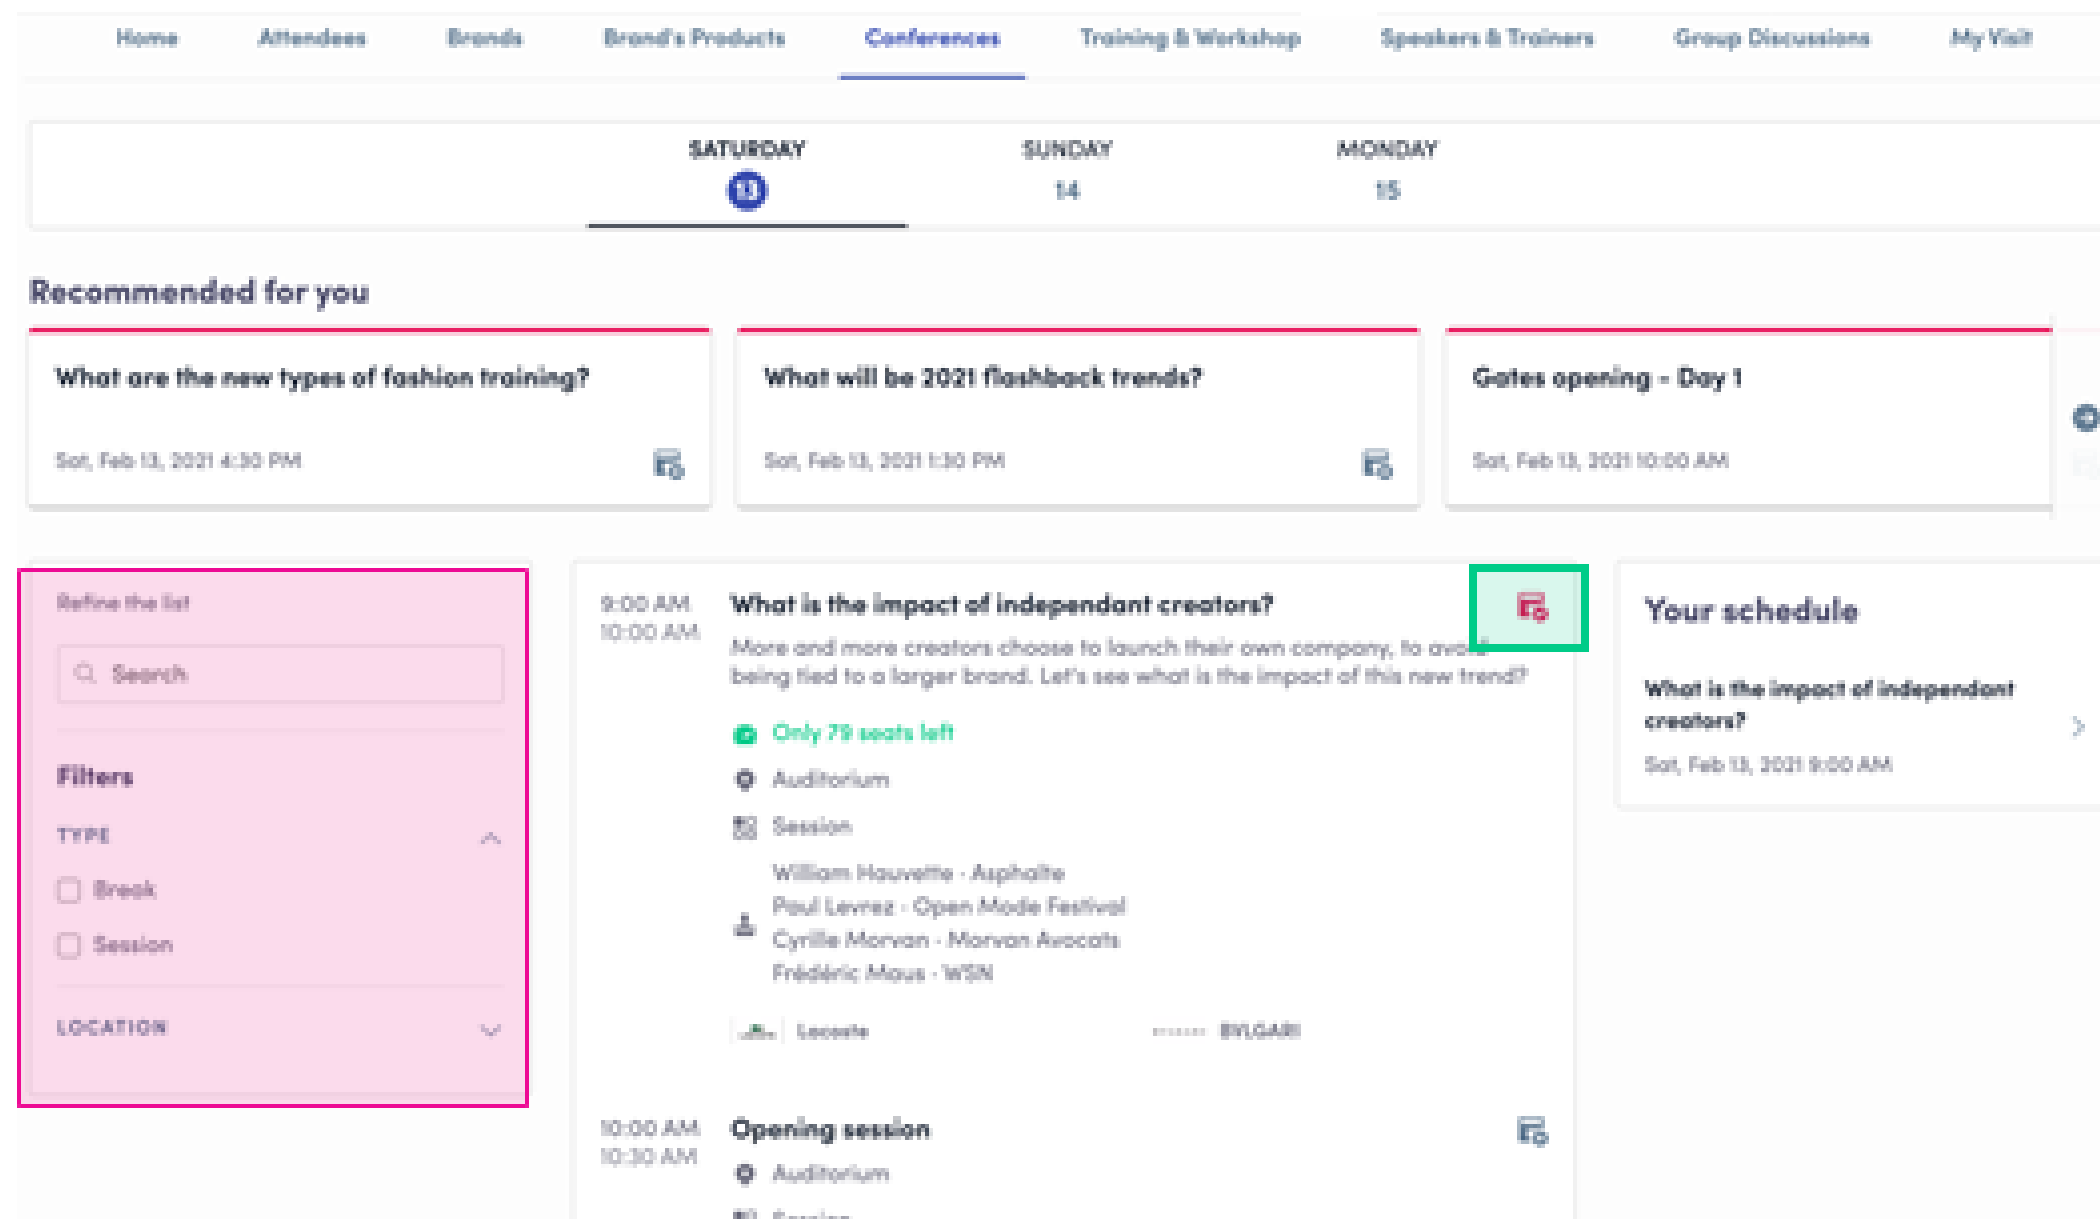 Home Attendees Brands Brand's Products Conferences Training & Workshop Speakers & Trainers Group Discussions My Visit
SATURDAY SUNDAY MONDAY
13 14 15
Recommended for you
What are the new types of fashion training?
Sat, Feb 13, 2021 4:30 PM
What will be 2021 flashback trends?
Sat, Feb 13, 2021 1:30 PM
Gates opening - Day 1
Sat, Feb 13, 2021 10:00 AM
Refine the list
Search
Filters
TYPE
Break
Session
LOCATION
9:00 AM
10:00 AM
What is the impact of independant creators?
More and more creators choose to launch their own company, to avoid
being tied to a larger brand. Let's see what is the impact of this new trend?
Only 79 seats left
Auditorium
Session
William Hauvette - Asphalte
Paul Levrez - Open Mode Festival
Cyrille Morvan - Morvan Avocats
Frédéric Maus - WSN
Lacoste BVLGARI
10:00 AM
10:30 AM
Opening session
Auditorium
Session
Your schedule
What is the impact of independant
creators?
Sat, Feb 13, 2021 9:00 AM